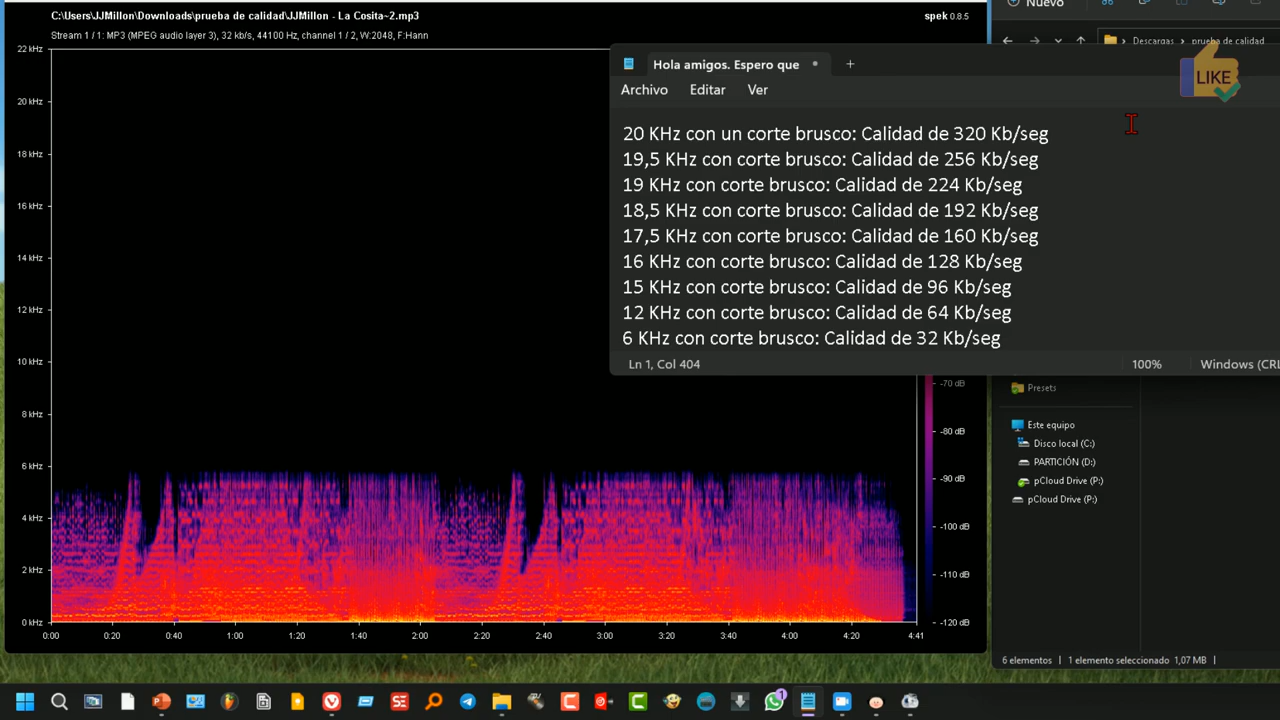 C:\Users\JJMillon\Downloads\prueba de calidad\JJMillon - La Cosita~2.mp3
spek 0.8.5
Stream 1 / 1: MP3 (MPEG audio layer 3), 32 kb/s, 44100 Hz, channel 1 / 2, W:2048, F:Hann
22 kHz
20 kHz
18 kHz
16 kHz
14 kHz
12 kHz
10 kHz
8 kHz
6 kHz
4 kHz
2 kHz
0 kHz
0:00 0:20 0:40 1:00 1:20 1:40 2:00 2:20 2:40 3:00 3:20 3:40 4:00 4:20 4:41
-70 dB
-80 dB
-90 dB
-100 dB
-110 dB
-120 dB
Nuevo
Descargas
prueba de calidad
LIKE
Hola amigos. Espero que
Archivo Editar Ver
20 KHz con un corte brusco: Calidad de 320 Kb/seg
19,5 KHz con corte brusco: Calidad de 256 Kb/seg
19 KHz con corte brusco: Calidad de 224 Kb/seg
18,5 KHz con corte brusco: Calidad de 192 Kb/seg
17,5 KHz con corte brusco: Calidad de 160 Kb/seg
16 KHz con corte brusco: Calidad de 128 Kb/seg
15 KHz con corte brusco: Calidad de 96 Kb/seg
12 KHz con corte brusco: Calidad de 64 Kb/seg
6 KHz con corte brusco: Calidad de 32 Kb/seg
Ln 1, Col 404
100%
Windows (CRL
Presets
Este equipo
Disco local (C:)
PARTICIÓN (D:)
pCloud Drive (P:)
pCloud Drive (P:)
6 elementos
1 elemento seleccionado 1,07 MB
SE
1